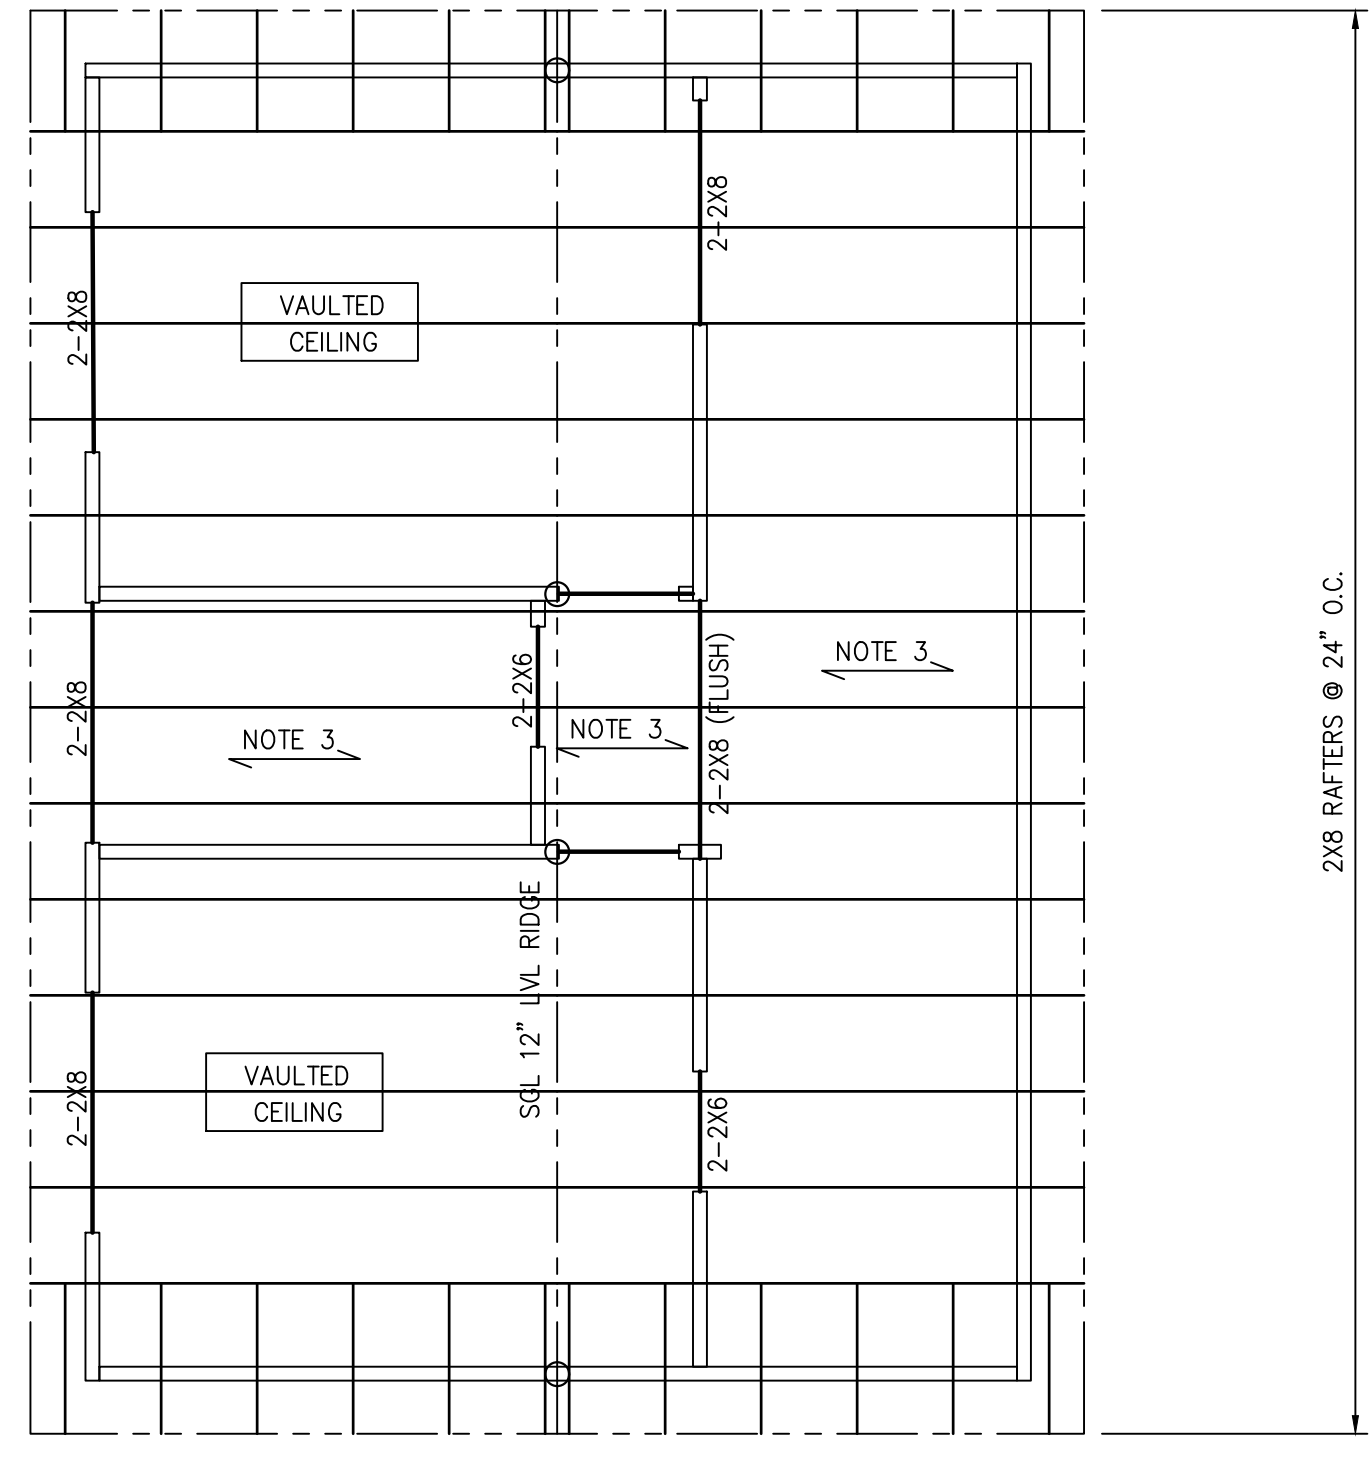 2-2X8
2-2X8
VAULTED
CEILING
NOTE 3
2-2X6
2-2X8 (FLUSH)
NOTE 3
2-2X8
NOTE 3
2X8 RAFTERS @ 24" O.C.
SGL 12" LVL RIDGE
VAULTED
CEILING
2-2X8
2-2X6